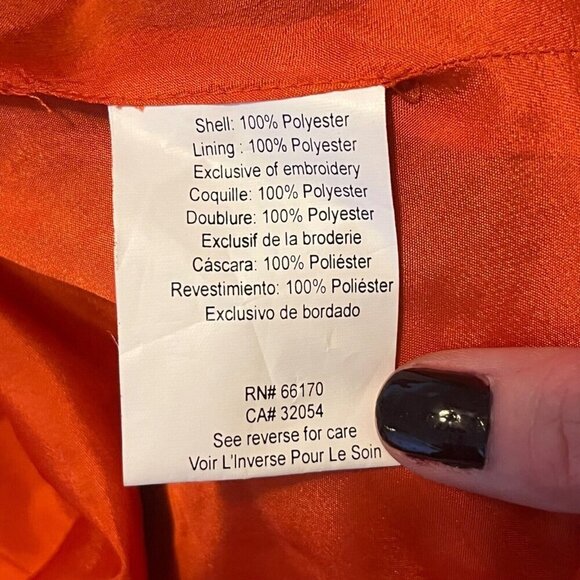 Shell: 100% Polyester
Lining : 100% Polyester
Exclusive of embroidery
Coquille: 100% Polyester
Doublure: 100% Polyester
Exclusif de la broderie
Cáscara: 100% Poliéster
Revestimiento: 100% Poliéster
Exclusivo de bordado
RN# 66170
CA# 32054
See reverse for care
Voir L'Inverse Pour Le Soin